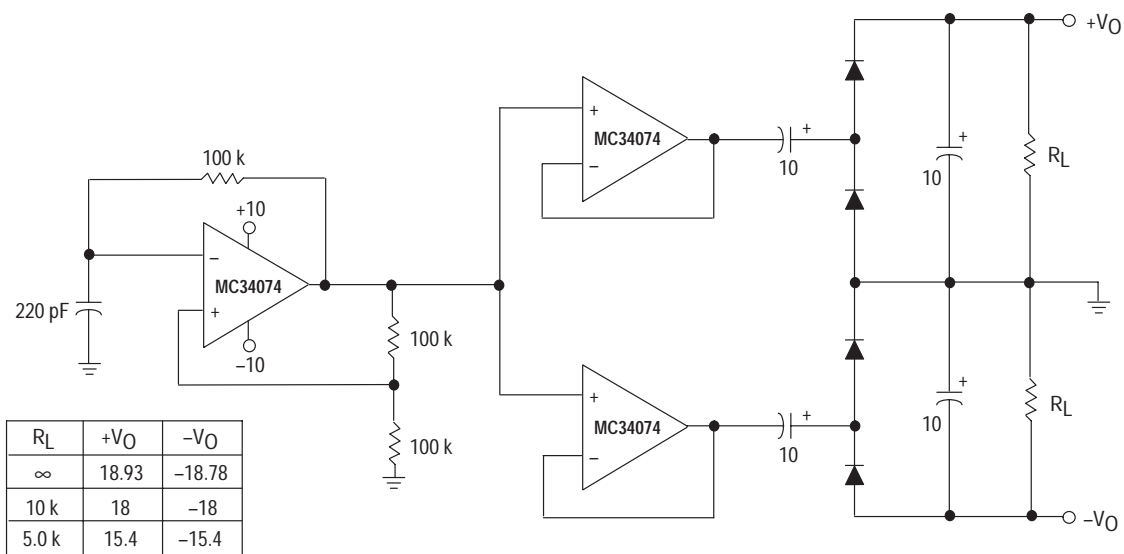 +VO
+
MC34074
–
+
10
+
10
RL
100 k
+10
–
MC34074
+
–10
220 pF
100 k
100 k
+
MC34074
–
+
10
+
10
RL
–VO
RL +VO –VO
∞ 18.93 –18.78
10 k 18 –18
5.0 k 15.4 –15.4